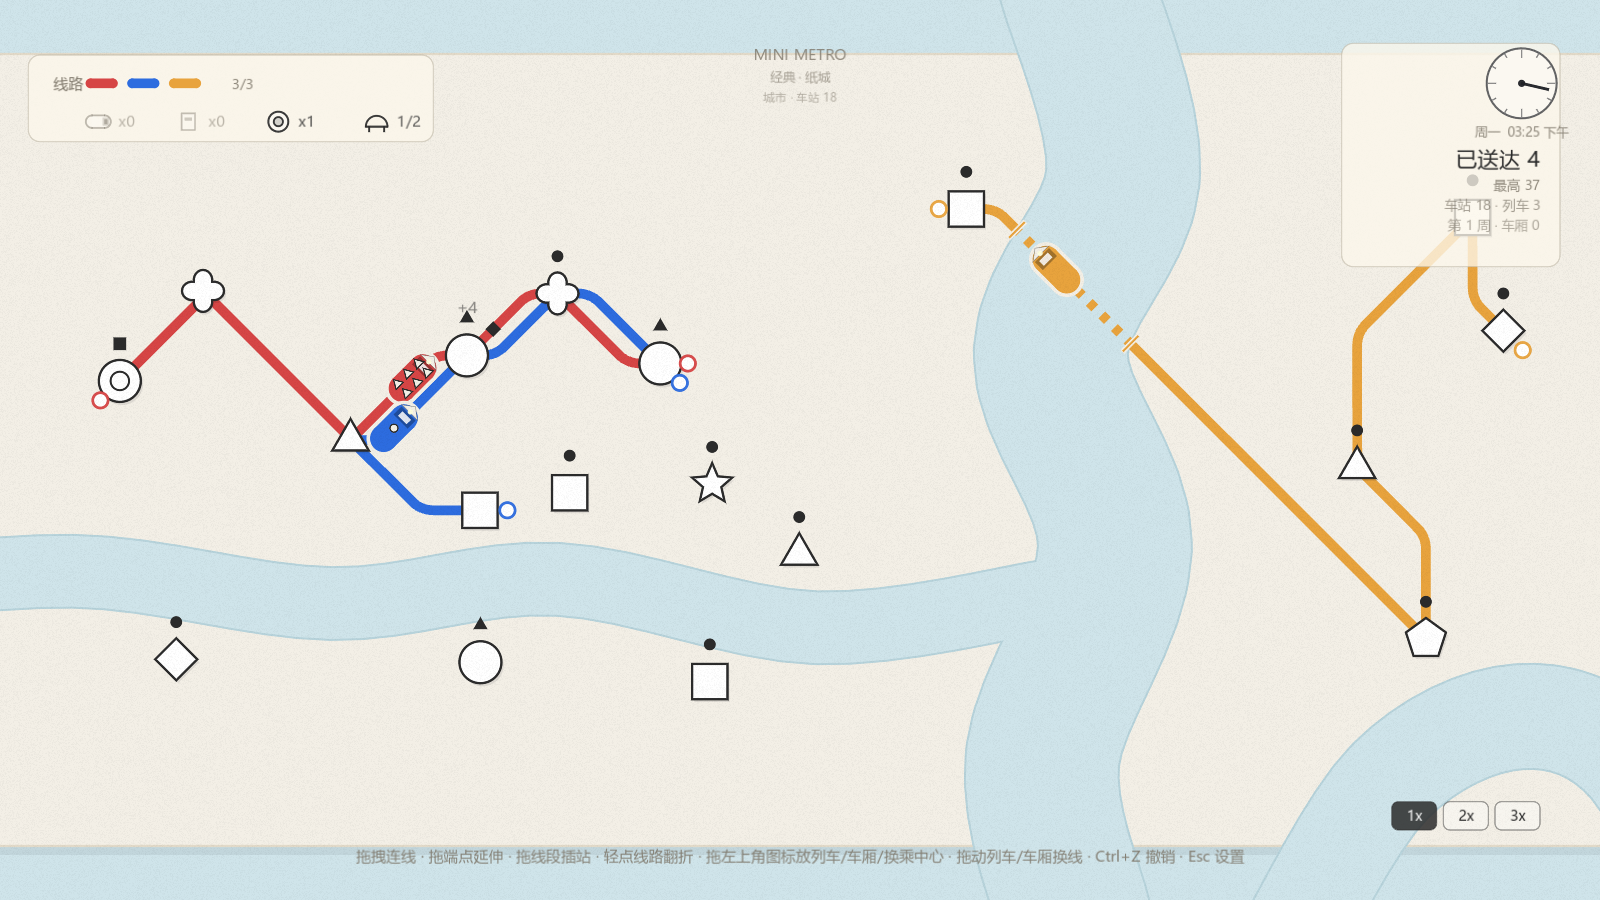 线路 3/3
x0 x0 x1 1/2
MINI METRO
经典 · 纸城
城市 · 车站 18
周一 03:25 下午
已送达 4
最高 37
车站 18 · 列车 3
第 1 周 · 车厢 0
+4
1x 2x 3x
拖拽连线 · 拖端点延伸 · 拖线段插站 · 轻点线路翻折 · 拖左上角图标放列车/车厢/换乘中心 · 拖动列车/车厢换线 · Ctrl+Z 撤销 · Esc 设置